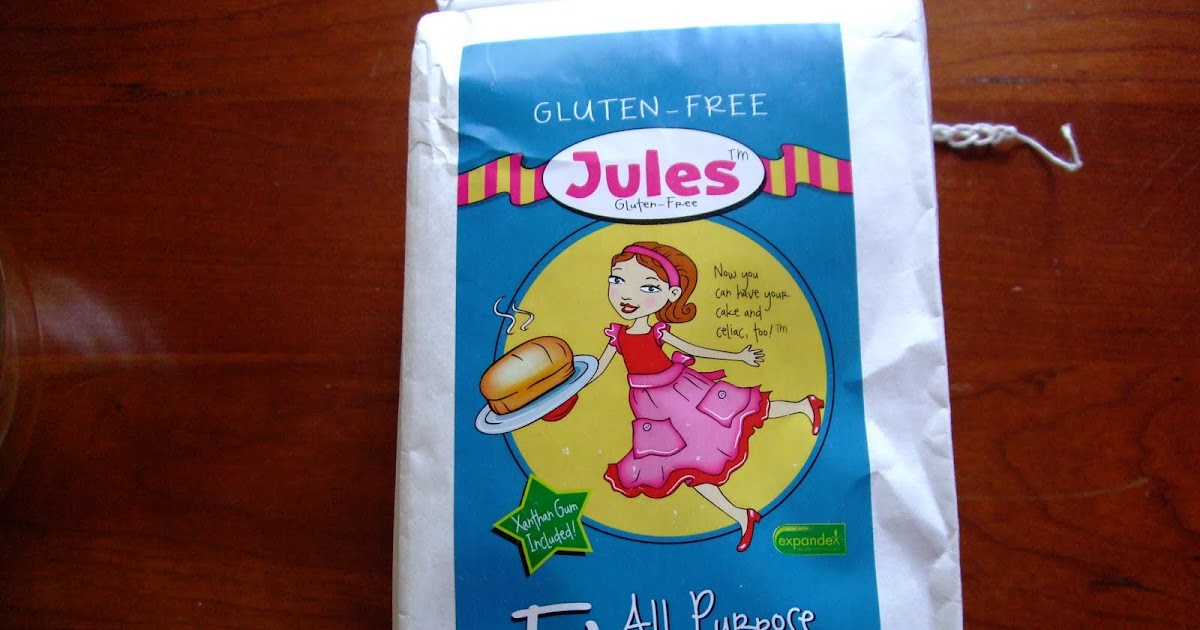 GLUTEN-FREE
Jules™
Gluten-Free
Now you
can have your
cake and
celiac, too!™
Xanthan Gum
Included!
expandex
All Purpose